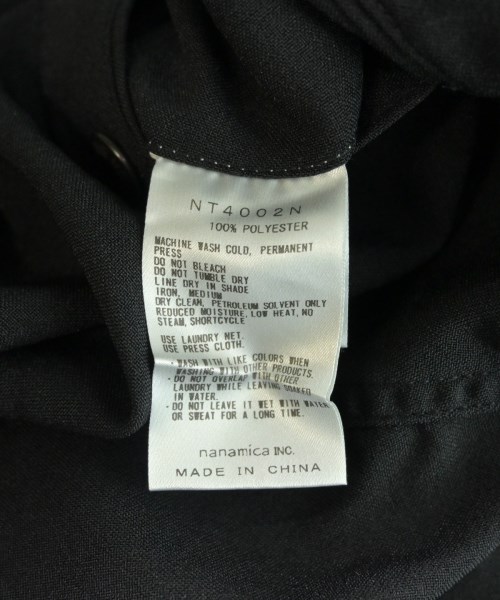 NT4002N
100% POLYESTER
MACHINE WASH COLD, PERMANENT
PRESS
DO NOT BLEACH
DO NOT TUMBLE DRY
LINE DRY IN SHADE
IRON, MEDIUM
DRY CLEAN, PETROLEUM SOLVENT ONLY
REDUCED MOISTURE, LOW HEAT, NO
STEAM, SHORTCYCLE
USE LAUNDRY NET.
USE PRESS CLOTH.
・WASH WITH LIKE COLORS WHEN
WASHING WITH OTHER PRODUCTS.
・DO NOT OVERLAP WITH OTHER
LAUNDRY WHILE LEAVING SOAKED
IN WATER.
・DO NOT LEAVE IT WET WITH WATER
OR SWEAT FOR A LONG TIME.
nanamica INC.
MADE IN CHINA